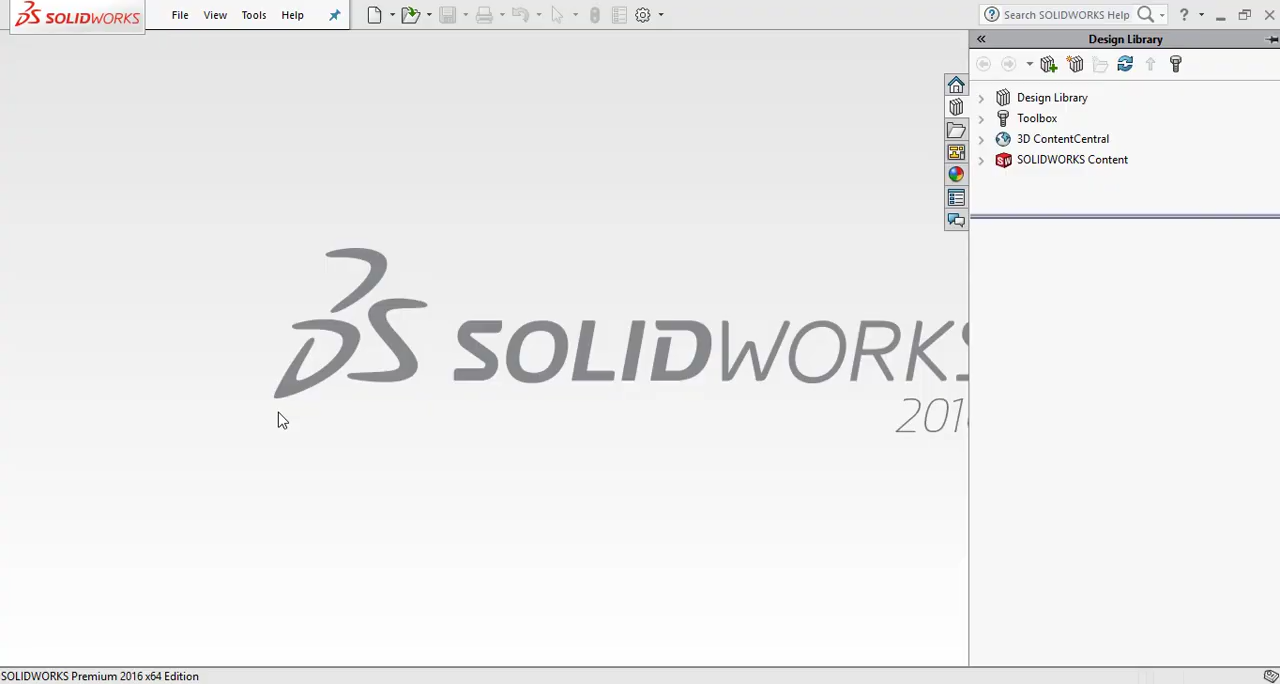 SOLIDWORKS File View Tools Help Search SOLIDWORKS Help ?
Design Library
Design Library
Toolbox
3D ContentCentral
SOLIDWORKS Content
SOLIDWORKS
201
SOLIDWORKS Premium 2016 x64 Edition